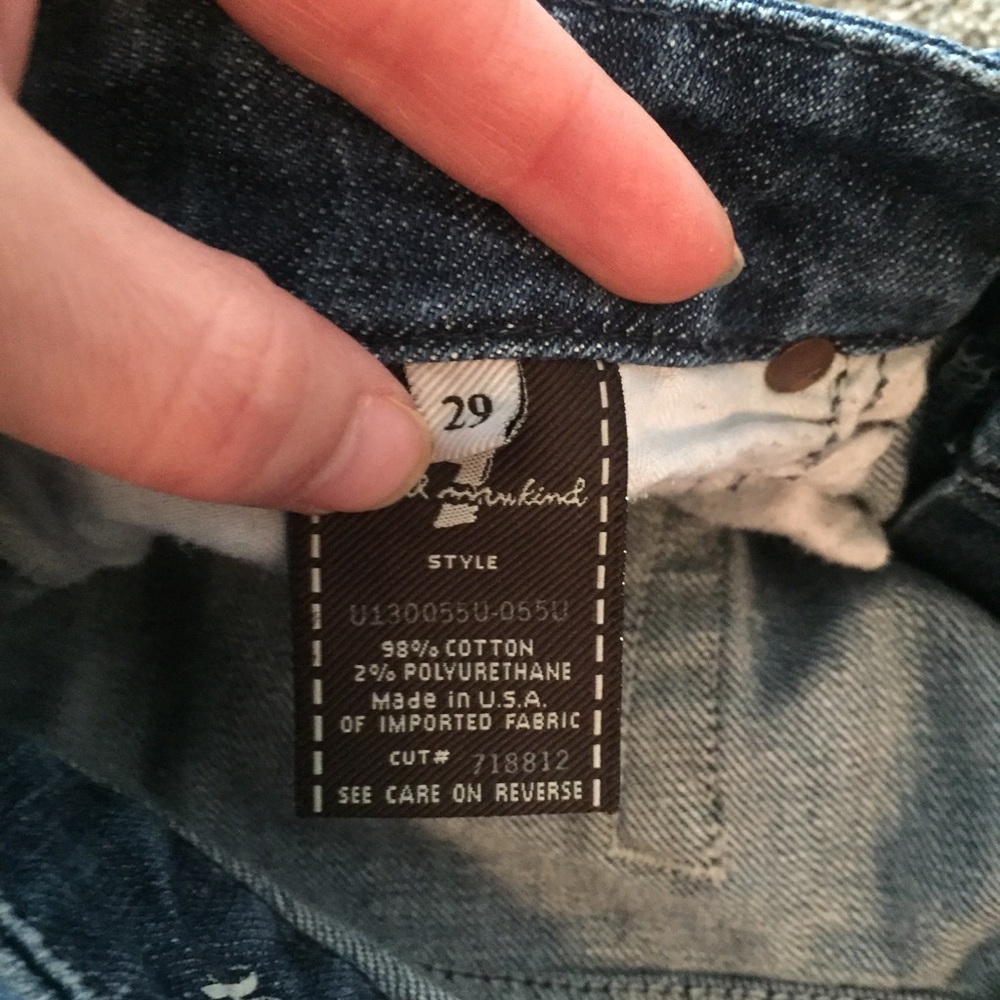 29
mankind
STYLE
U130055U-055U
98% COTTON
2% POLYURETHANE
Made in U.S.A.
OF IMPORTED FABRIC
CUT# 718812
SEE CARE ON REVERSE